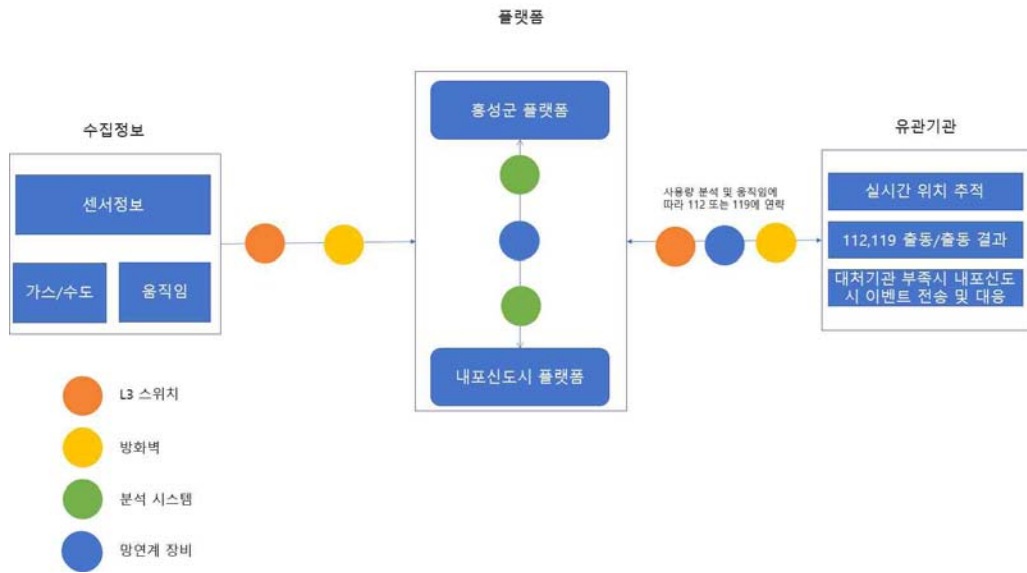 플랫폼
수집정보
센서정보
가스/수도
움직임
홍성군 플랫폼
내포신도시 플랫폼
사용량 분석 및 움직임에
따라 112 또는 119에 연락
유관기관
실시간 위치 추적
112,119 출동/출동 결과
대처기관 부족시 내포신도
시 이벤트 전송 및 대응
L3 스위치
방화벽
분석 시스템
망연계 장비